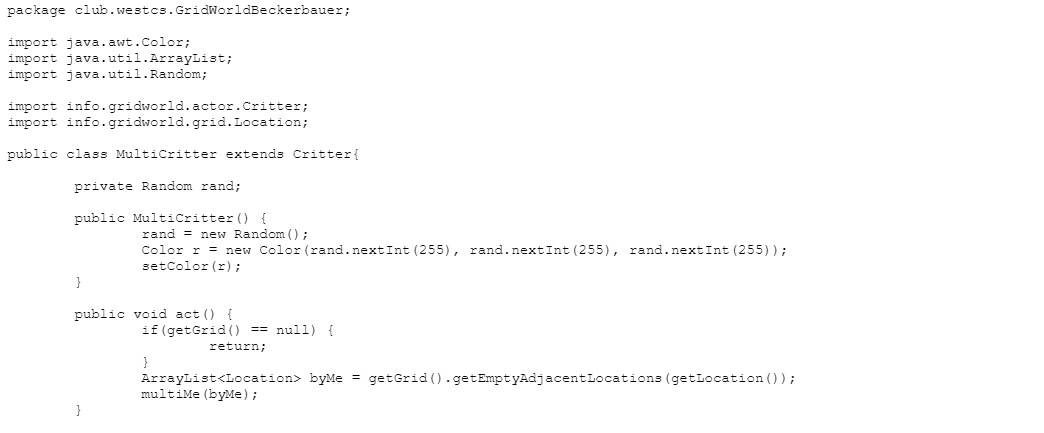 package club.westcs.GridWorldBeckerbauer;
import java.awt.Color;
import java.util.ArrayList;
import java.util.Random;
import info.gridworld.actor.Critter;
import info.gridworld.grid.Location;
public class MultiCritter extends Critter{
private Random rand;
public MultiCritter() {
rand = new Random();
Color r = new Color(rand.nextInt(255), rand.nextInt(255), rand.nextInt(255));
setColor(r);
}
public void act() {
if(getGrid() == null) {
return;
}
ArrayList<Location> byMe = getGrid().getEmptyAdjacentLocations(getLocation());
multiMe(byMe);
}